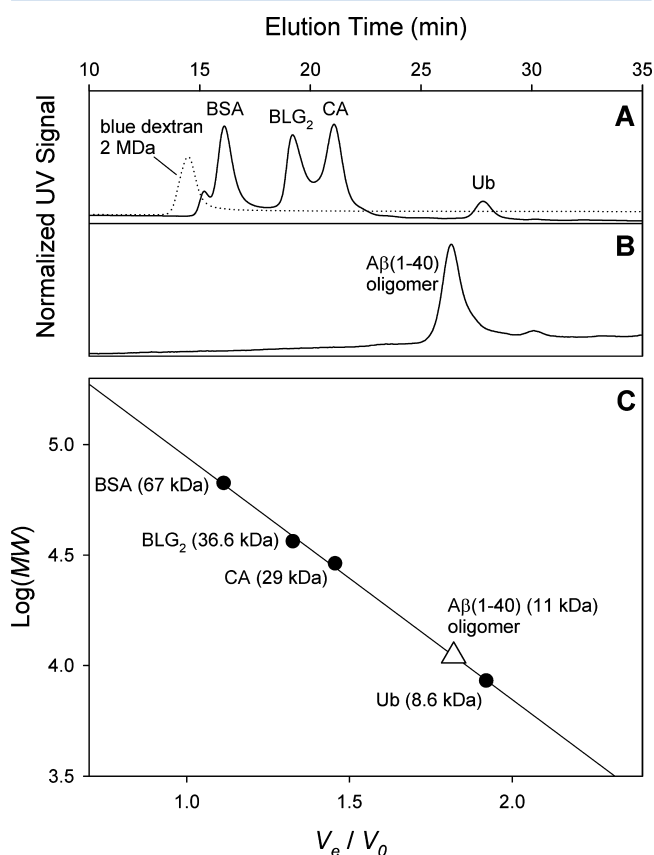 Elution Time (min)
10 15 20 25 30 35
Normalized UV Signal
A
BSA
BLG2 CA
blue dextran
2 MDa
Ub
B
Aβ(1-40)
oligomer
C
Log(MW)
5.0
4.5
4.0
3.5
BSA (67 kDa)
BLG2 (36.6 kDa)
CA (29 kDa)
Aβ(1-40) (11 kDa)
oligomer
Ub (8.6 kDa)
1.0 1.5 2.0
Ve / V0